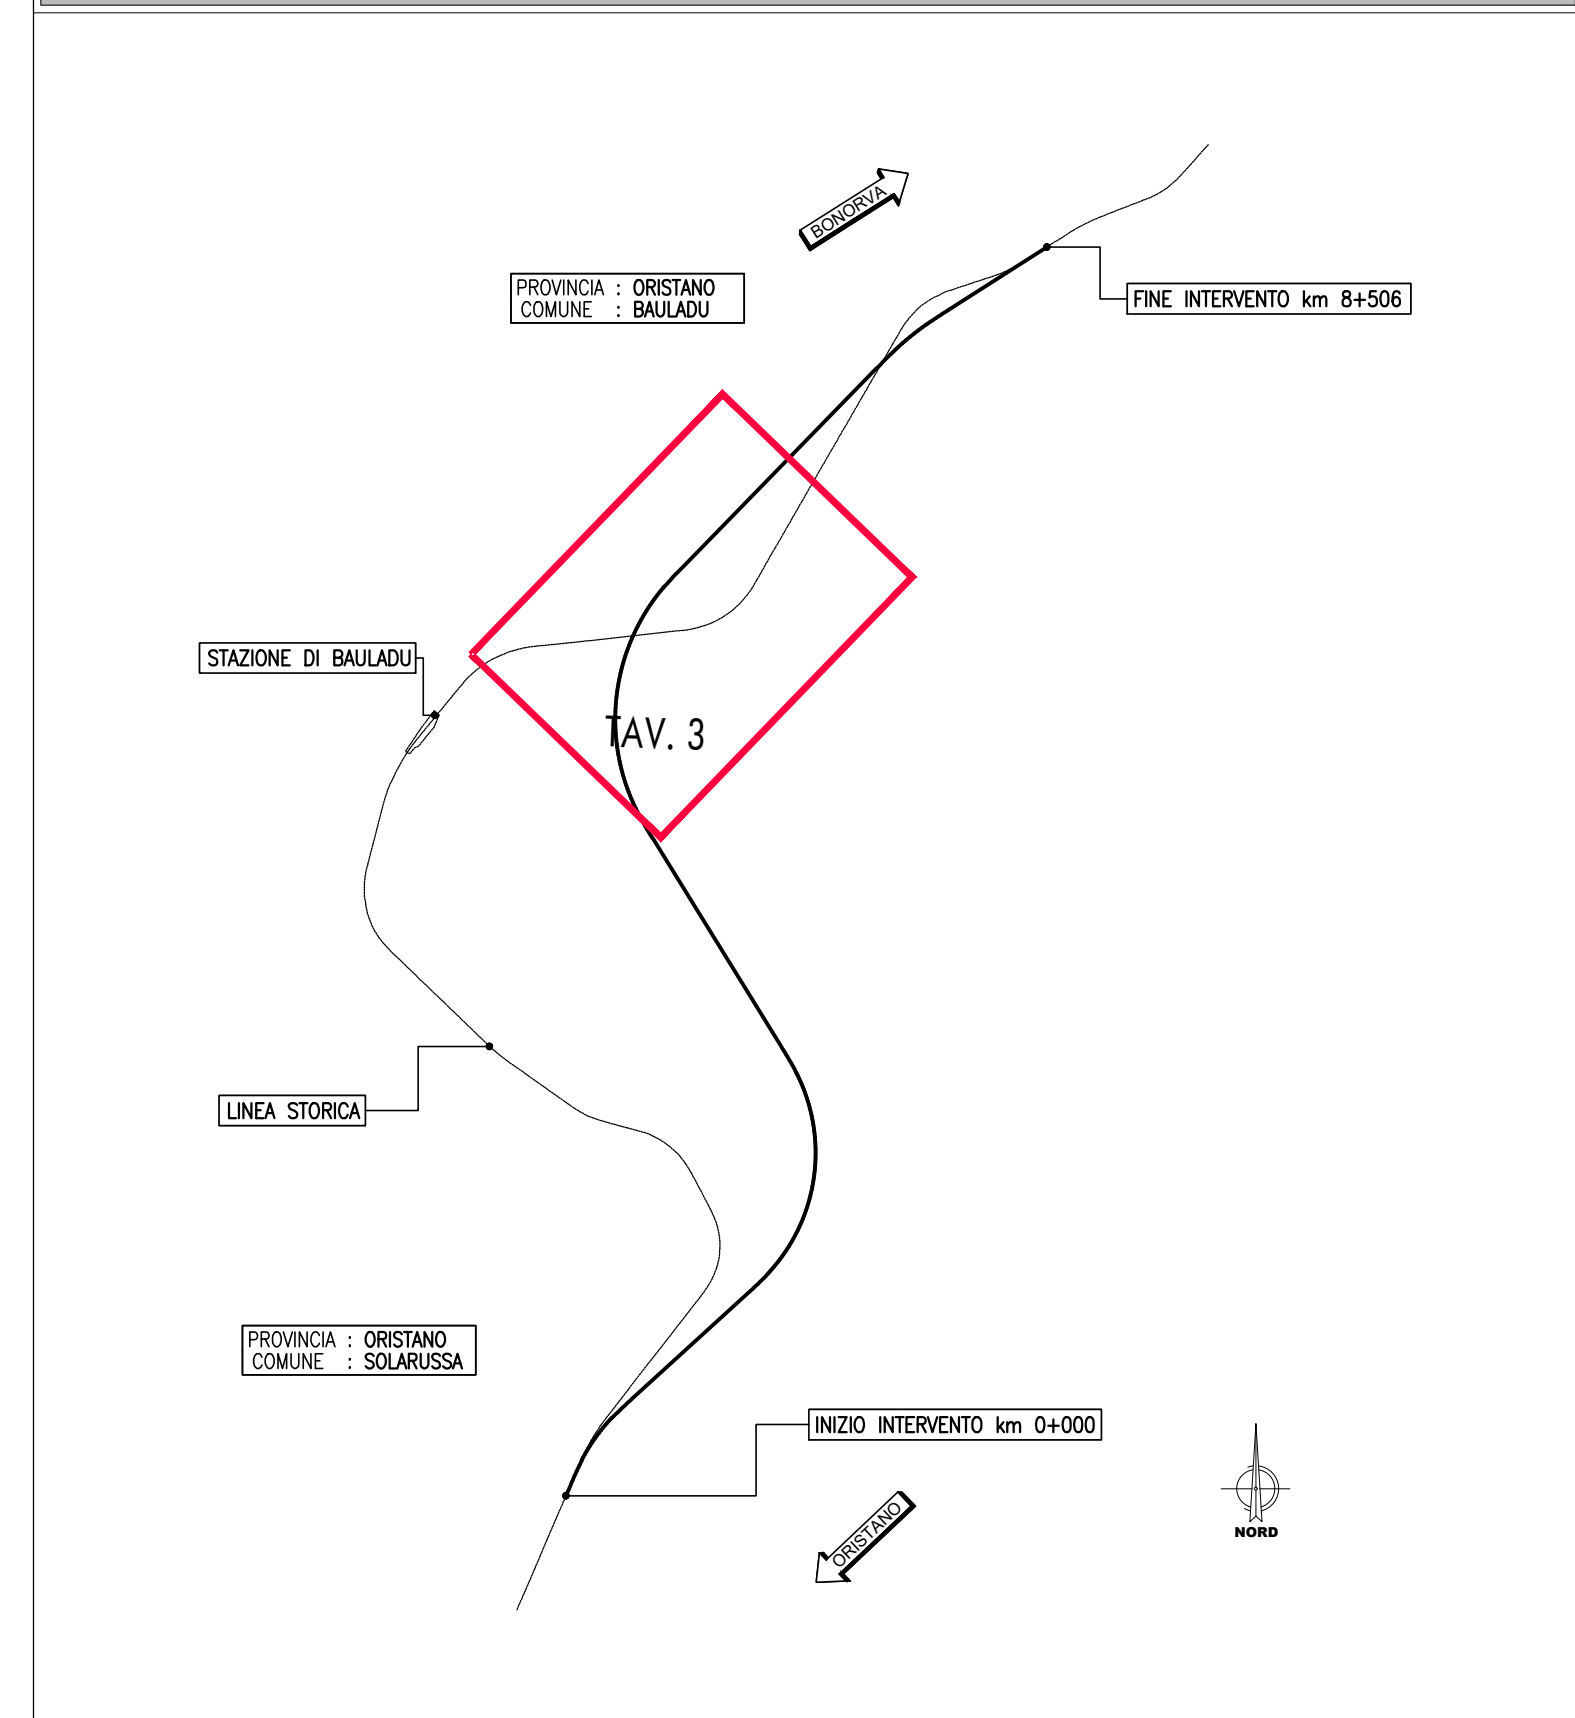 BONORVA
PROVINCIA : ORISTANO
COMUNE : BAULADU
FINE INTERVENTO km 8+506
STAZIONE DI BAULADU
TAV. 3
LINEA STORICA
PROVINCIA : ORISTANO
COMUNE : SOLARUSSA
INIZIO INTERVENTO km 0+000
ORISTANO
NORD